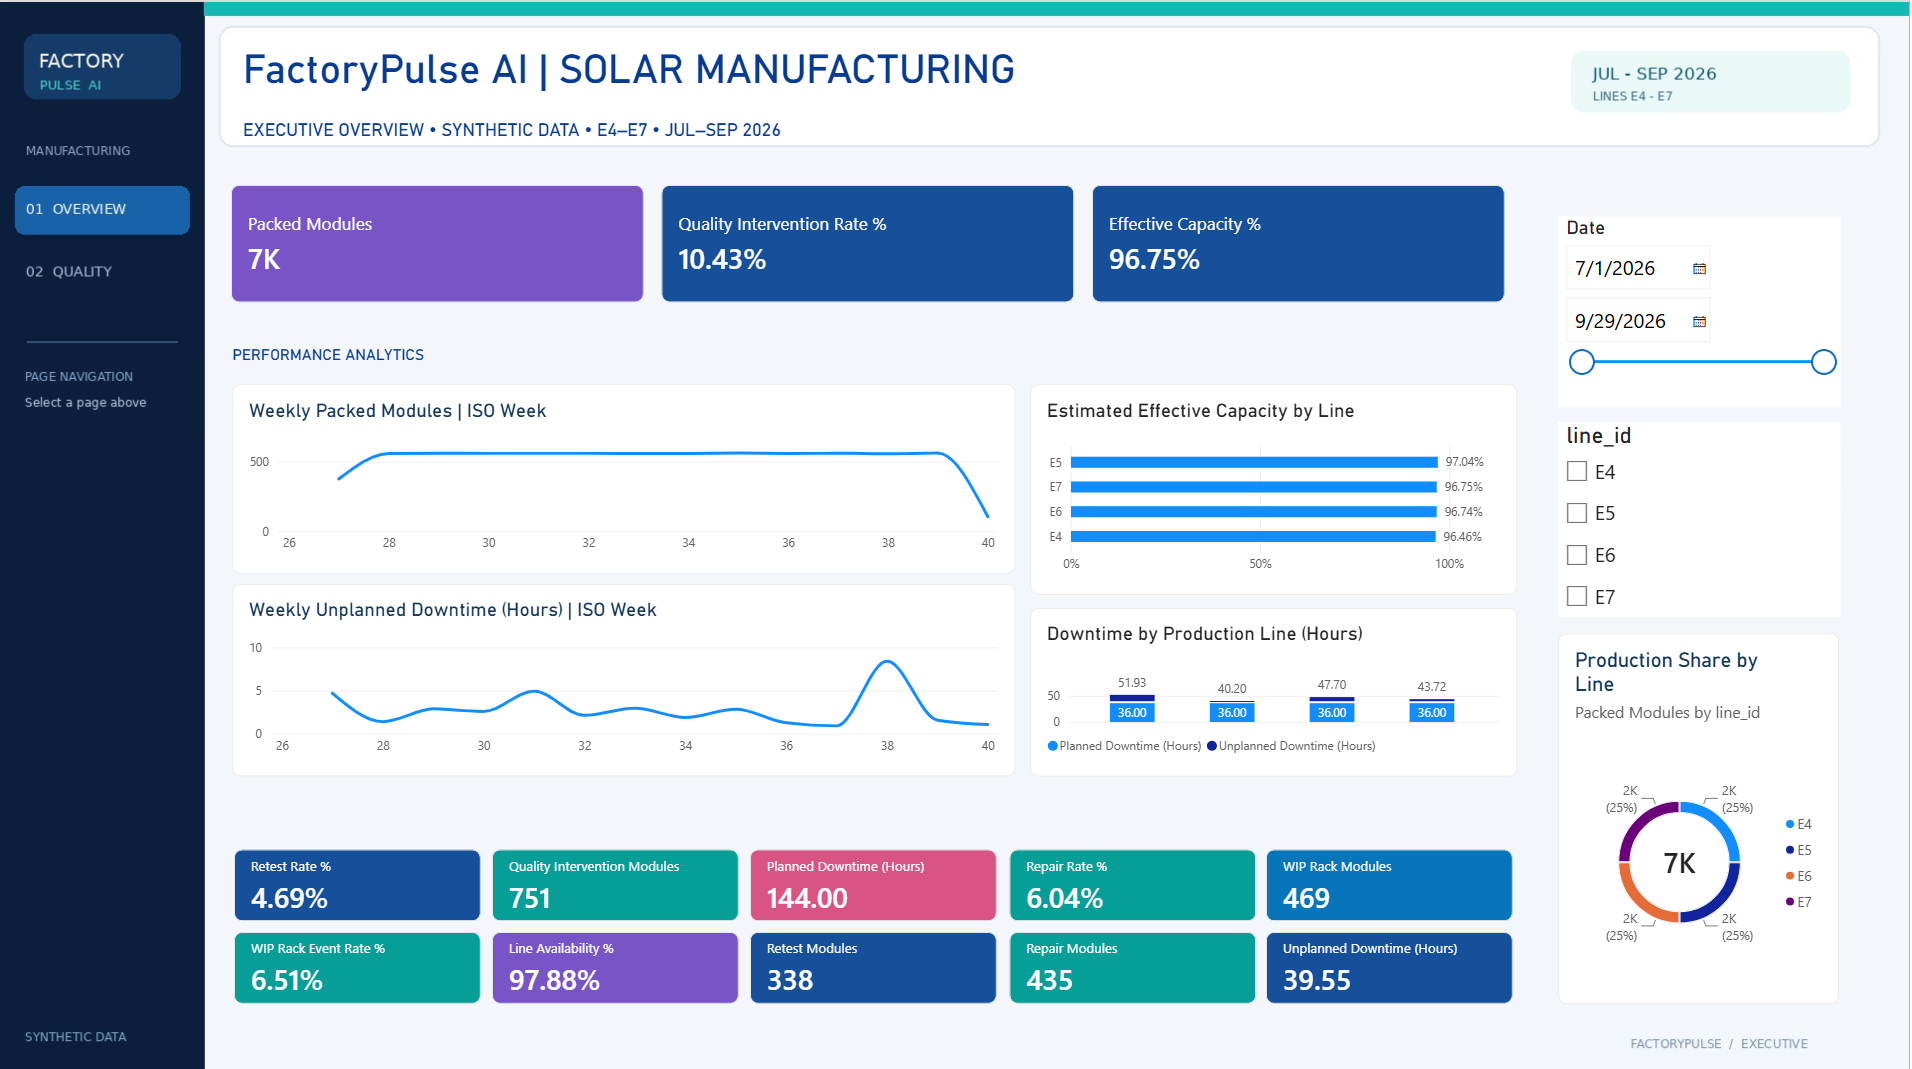 FACTORY
PULSE AI
MANUFACTURING
01 OVERVIEW
02 QUALITY
PAGE NAVIGATION
Select a page above
SYNTHETIC DATA
FactoryPulse AI | SOLAR MANUFACTURING
EXECUTIVE OVERVIEW • SYNTHETIC DATA • E4–E7 • JUL–SEP 2026
JUL - SEP 2026
LINES E4 - E7
Packed Modules
7K
Quality Intervention Rate %
10.43%
Effective Capacity %
96.75%
PERFORMANCE ANALYTICS
Weekly Packed Modules | ISO Week
500
0
26 28 30 32 34 36 38 40
Weekly Unplanned Downtime (Hours) | ISO Week
10
5
0
26 28 30 32 34 36 38 40
Estimated Effective Capacity by Line
E5 97.04%
E7 96.75%
E6 96.74%
E4 96.46%
0% 50% 100%
Downtime by Production Line (Hours)
51.93 40.20 47.70 43.72
50
36.00 36.00 36.00 36.00
0
Planned Downtime (Hours) Unplanned Downtime (Hours)
Date
7/1/2026
9/29/2026
line_id
E4
E5
E6
E7
Production Share by
Line
Packed Modules by line_id
2K
(25%)
2K
(25%)
7K
2K
(25%)
2K
(25%)
E4
E5
E6
E7
Retest Rate %
4.69%
Quality Intervention Modules
751
Planned Downtime (Hours)
144.00
Repair Rate %
6.04%
WIP Rack Modules
469
WIP Rack Event Rate %
6.51%
Line Availability %
97.88%
Retest Modules
338
Repair Modules
435
Unplanned Downtime (Hours)
39.55
FACTORYPULSE / EXECUTIVE